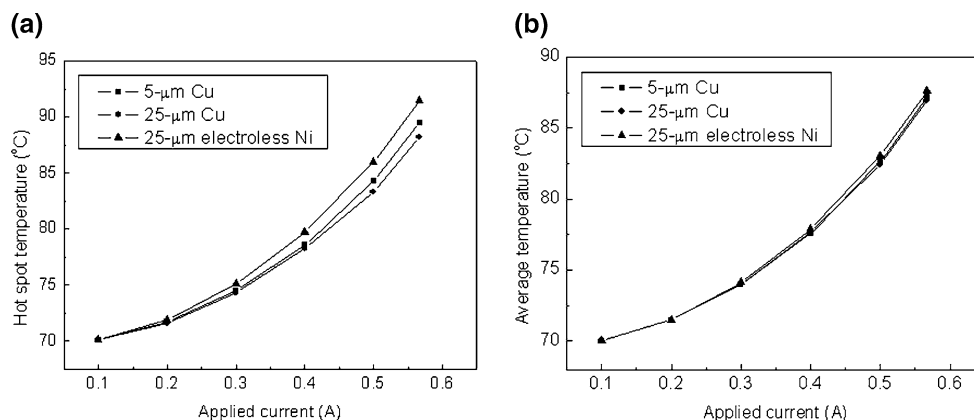 (a)
95
90
85
80
75
70
Hot spot temperature (°C)
5-μm Cu
25-μm Cu
25-μm electroless Ni
0.1 0.2 0.3 0.4 0.5 0.6
Applied current (A)
(b)
90
85
80
75
70
Average temperature (°C)
5-μm Cu
25-μm Cu
25-μm electroless Ni
0.1 0.2 0.3 0.4 0.5 0.6
Applied current (A)